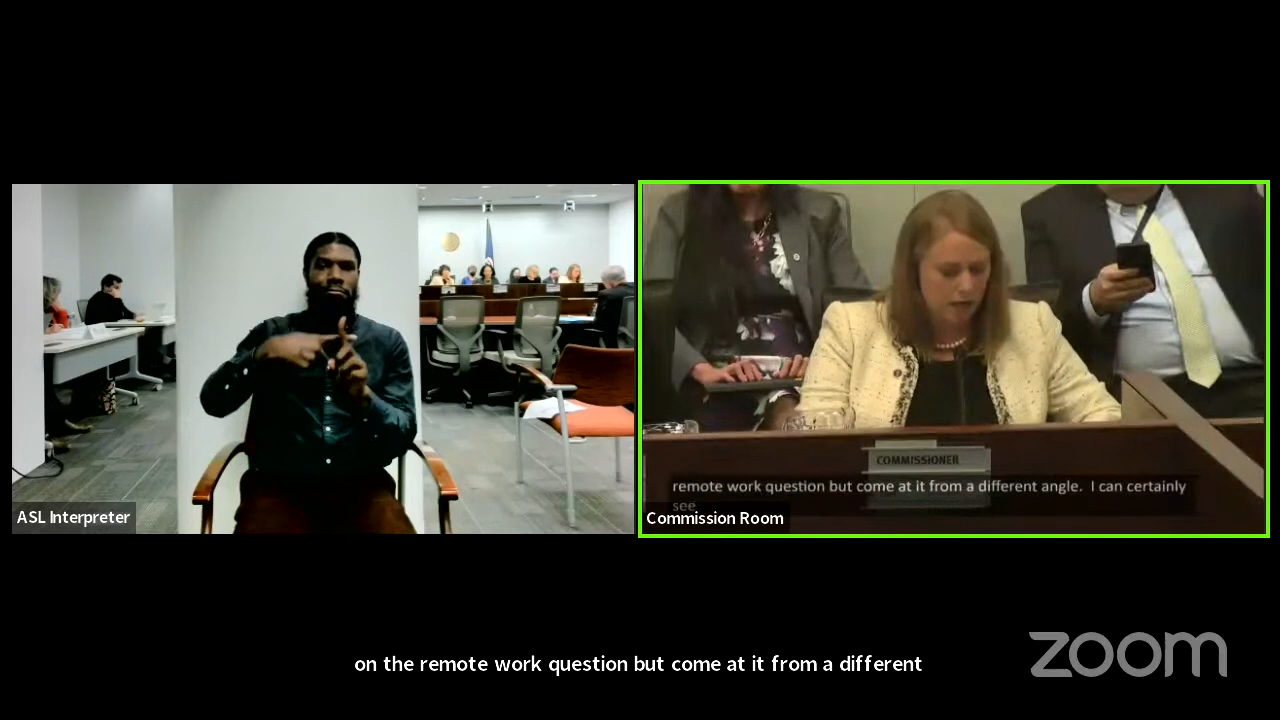 COMMISSIONER
remote work question but come at it from a different angle. I can certainly
see
ASL Interpreter
Commission Room
on the remote work question but come at it from a different
zoom